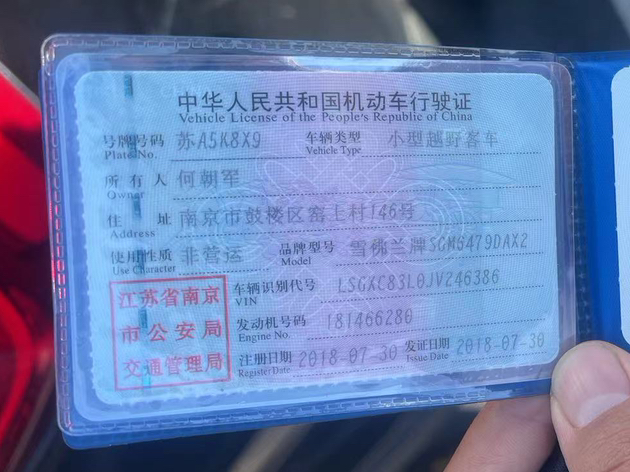 中华人民共和国机动车行驶证
Vehicle License of the People's Republic of China
号牌号码 苏A5K8X9 车辆类型 小型越野客车
Plate No. Vehicle Type
所有人 何朝军
Owner
住址 南京市鼓楼区窑上村146号
Address
使用性质 非营运 品牌型号 雪佛兰牌SGM6479DAX2
Use Character Model
江苏省南京
市公安局
交通管理局
车辆识别代号 LSGXC83L0JV246386
VIN
发动机号码 181466280
Engine No.
注册日期 2018-07-30 发证日期 2018-07-30
Register Date Issue Date